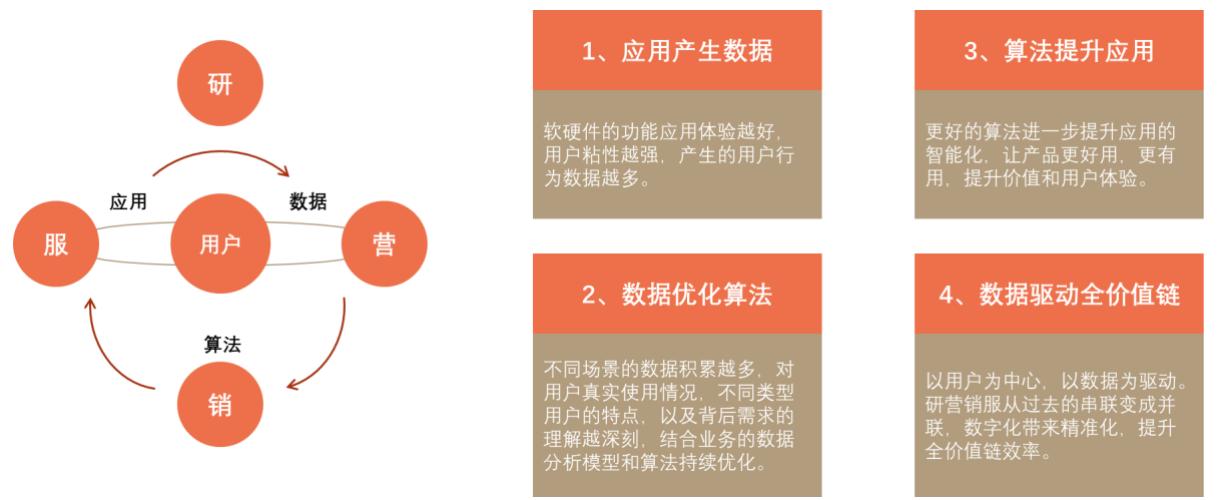 研
应用
数据
服
用户
营
算法
销
1、应用产生数据
软硬件的功能应用体验越好，
用户粘性越强，产生的用户行
为数据越多。
2、数据优化算法
不同场景的数据积累越多，对
用户真实使用情况，不同类型
用户的特点，以及背后需求的
理解越深刻，结合业务的数据
分析模型和算法持续优化。
3、算法提升应用
更好的算法进一步提升应用的
智能化，让产品更好用，更有
用，提升价值和用户体验。
4、数据驱动全价值链
以用户为中心，以数据为驱动。
研营销服从过去的串联变成并
联，数字化带来精准化，提升
全价值链效率。